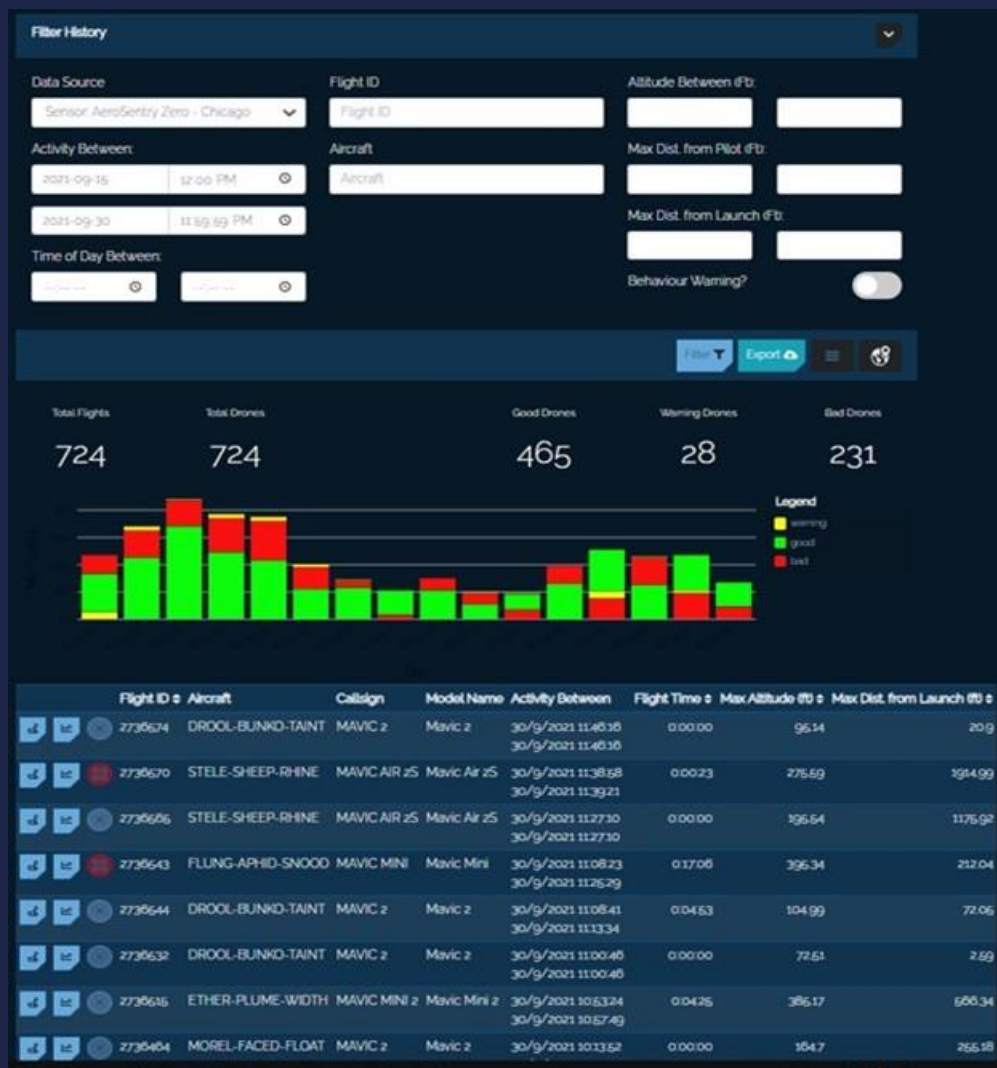 Filter History
Data Source
Flight ID
Altitude Between (Ft):
Sensor AeroSentry Zero - Chicago
Flight ID
Activity Between:
Aircraft
Max Dist. from Pilot (Ft):
2021-09-15 12:00 PM
Aircraft
2021-09-30 11:59:59 PM
Max Dist. from Launch (Ft):
Time of Day Between:
Behaviour Warning?
--:-- -- --:-- --
Filter Export
Total Flights Total Drones Good Drones Warning Drones Bad Drones
724 724 465 28 231
Legend
warning
good
bad
Flight ID Aircraft Callsign Model Name Activity Between Flight Time Max Altitude (ft) Max Dist. from Launch (ft)
2736574 DROOL-BUNKO-TAINT MAVIC 2 Mavic 2 30/9/2021 11:46:16 0:00:00 95.14 20.9
30/9/2021 11:46:16
2736570 STELE-SHEEP-RHINE MAVIC AIR 2S Mavic Air 2S 30/9/2021 11:38:58 0:00:23 275.59 1914.99
30/9/2021 11:39:21
2736565 STELE-SHEEP-RHINE MAVIC AIR 2S Mavic Air 2S 30/9/2021 11:27:10 0:00:00 195.54 1175.92
30/9/2021 11:27:10
2736543 FLUNG-APHID-SNOOD MAVIC MINI Mavic Mini 30/9/2021 11:08:23 0:17:06 395.34 212.04
30/9/2021 11:25:29
2736544 DROOL-BUNKO-TAINT MAVIC 2 Mavic 2 30/9/2021 11:08:41 0:04:53 104.99 72.05
30/9/2021 11:13:34
2736532 DROOL-BUNKO-TAINT MAVIC 2 Mavic 2 30/9/2021 11:00:46 0:00:00 72.51 2.59
30/9/2021 11:00:46
2736515 ETHER-PLUME-WIDTH MAVIC MINI 2 Mavic Mini 2 30/9/2021 10:53:24 0:04:25 385.17 566.34
30/9/2021 10:57:49
2736464 MOREL-FACED-FLOAT MAVIC 2 Mavic 2 30/9/2021 10:13:52 0:00:00 164.7 255.18